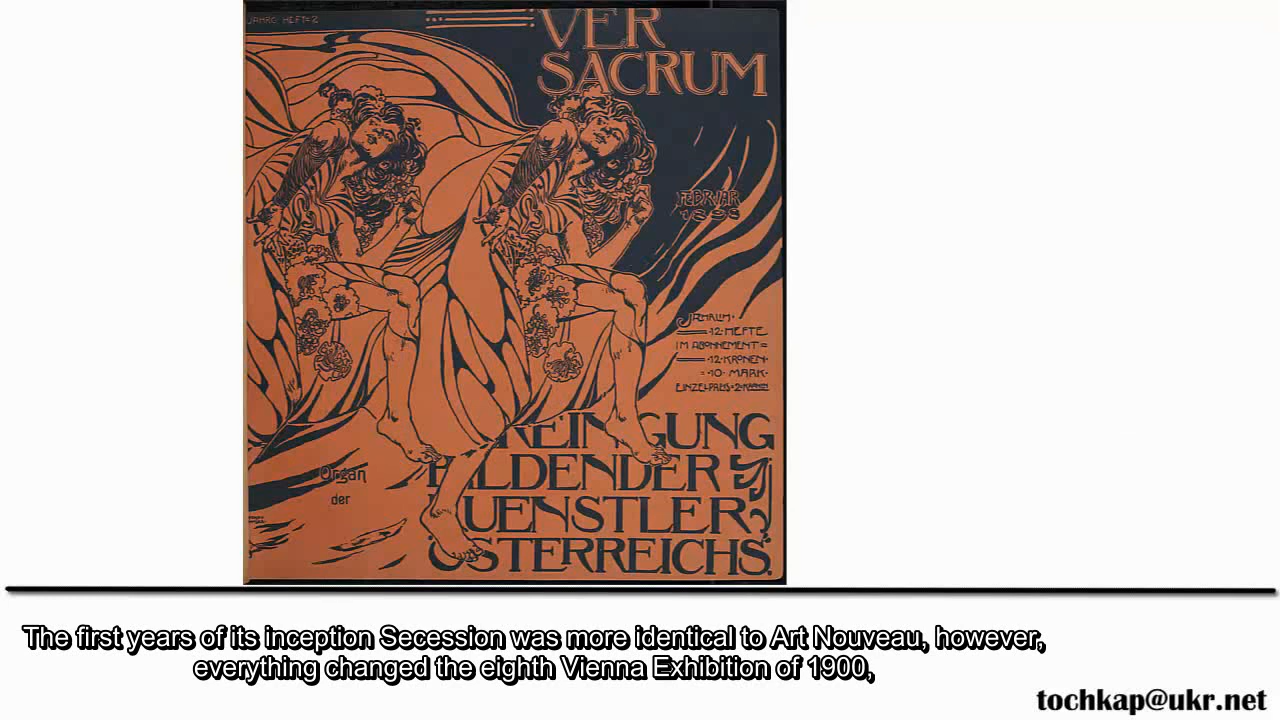 JAHRG HEFT=2
VER
SACRUM
FEBRUAR
1898
JAHRLICH·
·12·HEFTE
IM ABONNEMENT=
·12·KRONEN·
=·10· MARK·
EINZELPREIS·2·KRONEN
REINIGUNG
BILDENDER
KUENSTLER
Organ
der
ÖSTERREICHS.
The first years of its inception Secession was more identical to Art Nouveau, however,
everything changed the eighth Vienna Exhibition of 1900,
tochkap@ukr.net